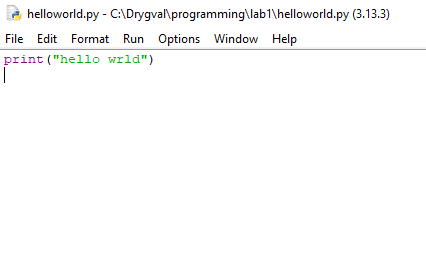 helloworld.py - C:\Drygval\programming\lab1\helloworld.py (3.13.3)
File Edit Format Run Options Window Help
print("hello wrld")